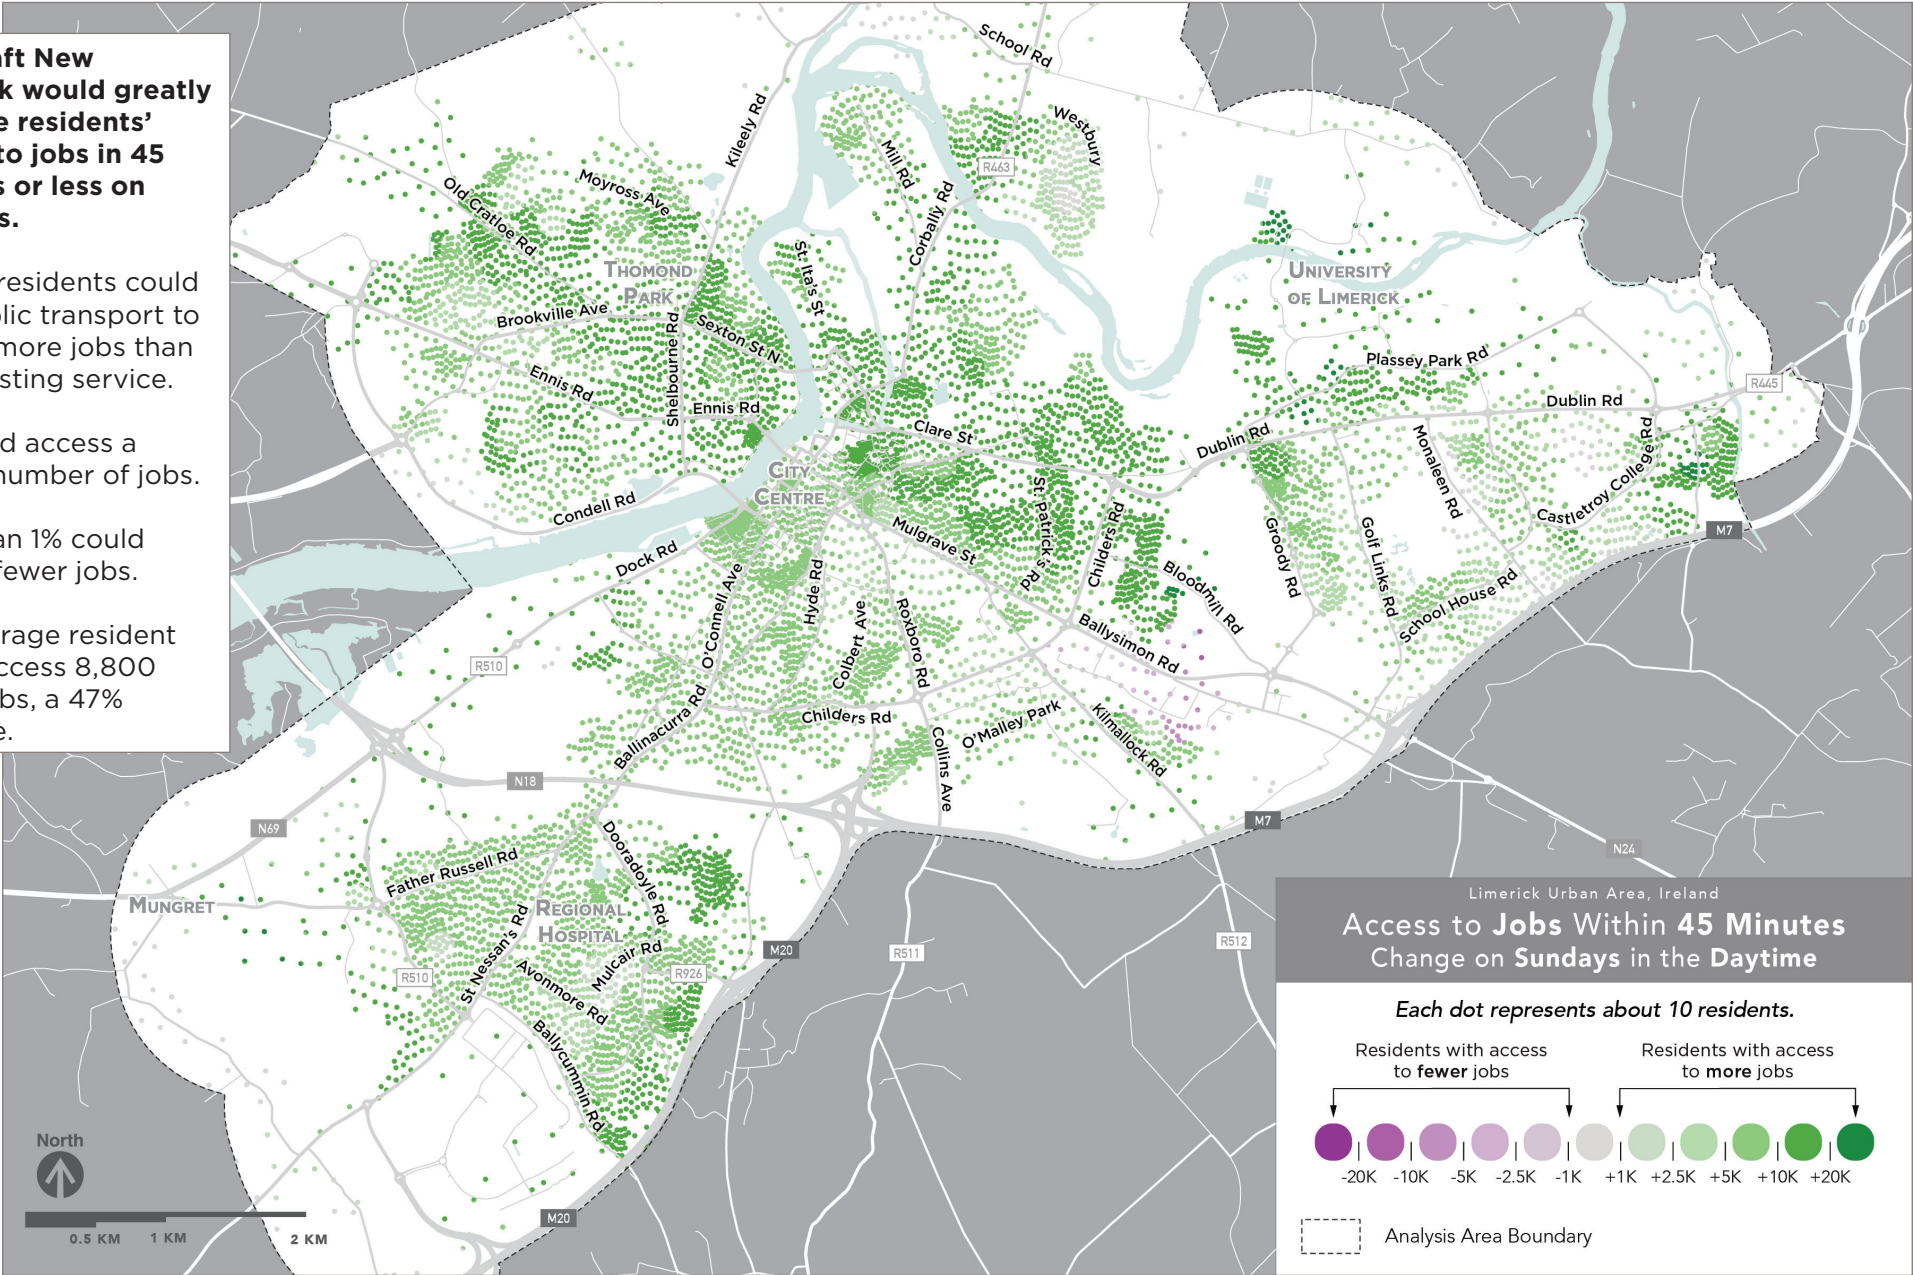 aft New
k would greatly
e residents’
to jobs in 45
s or less on
s.
residents could
lic transport to
more jobs than
sting service.
d access a
number of jobs.
an 1% could
fewer jobs.
rage resident
ccess 8,800
bs, a 47%
e.
School Rd
Westbury
Kileely Rd
Mill Rd
R463
Moyross Ave
Old Cratloe Rd
Corbally Rd
St. Ita's St
THOMOND
PARK
UNIVERSITY
OF LIMERICK
Brookville Ave
Shelbourne Rd
Sexton St N
Plassey Park Rd
Ennis Rd
R445
Ennis Rd
Dublin Rd
Clare St
Dublin Rd
Monaleen Rd
Castletroy College Rd
CITY
CENTRE
Condell Rd
St. Patrick's Rd
Mulgrave St
Childers Rd
Groody Rd
Golf Links Rd
M7
Dock Rd
Bloodmill Rd
O'Connell Ave
Hyde Rd
Colbert Ave
Roxboro Rd
School House Rd
Ballysimon Rd
R510
Ballinacurra Rd
Childers Rd
O'Malley Park
Kilmallock Rd
Collins Ave
N18
N69
M7
N24
Dooradoyle Rd
Father Russell Rd
MUNGRET
REGIONAL
HOSPITAL
St Nessan's Rd
Mulcair Rd
M20
R511
R512
R510
Avonmore Rd
R926
Ballycummin Rd
M20
North
0.5 KM 1 KM 2 KM
Limerick Urban Area, Ireland
Access to Jobs Within 45 Minutes
Change on Sundays in the Daytime
Each dot represents about 10 residents.
Residents with access
to fewer jobs
Residents with access
to more jobs
-20K -10K -5K -2.5K -1K +1K +2.5K +5K +10K +20K
Analysis Area Boundary